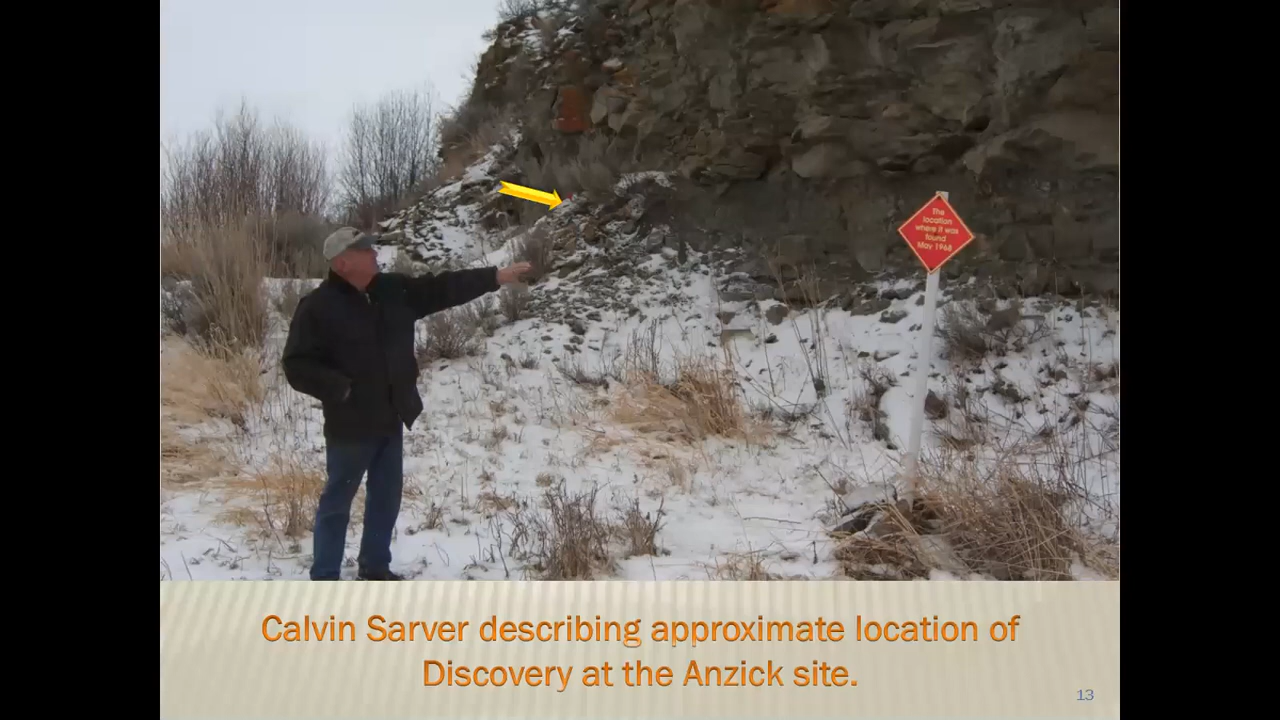 The
location
where it was
found
May 1968
Calvin Sarver describing approximate location of
Discovery at the Anzick site.
13